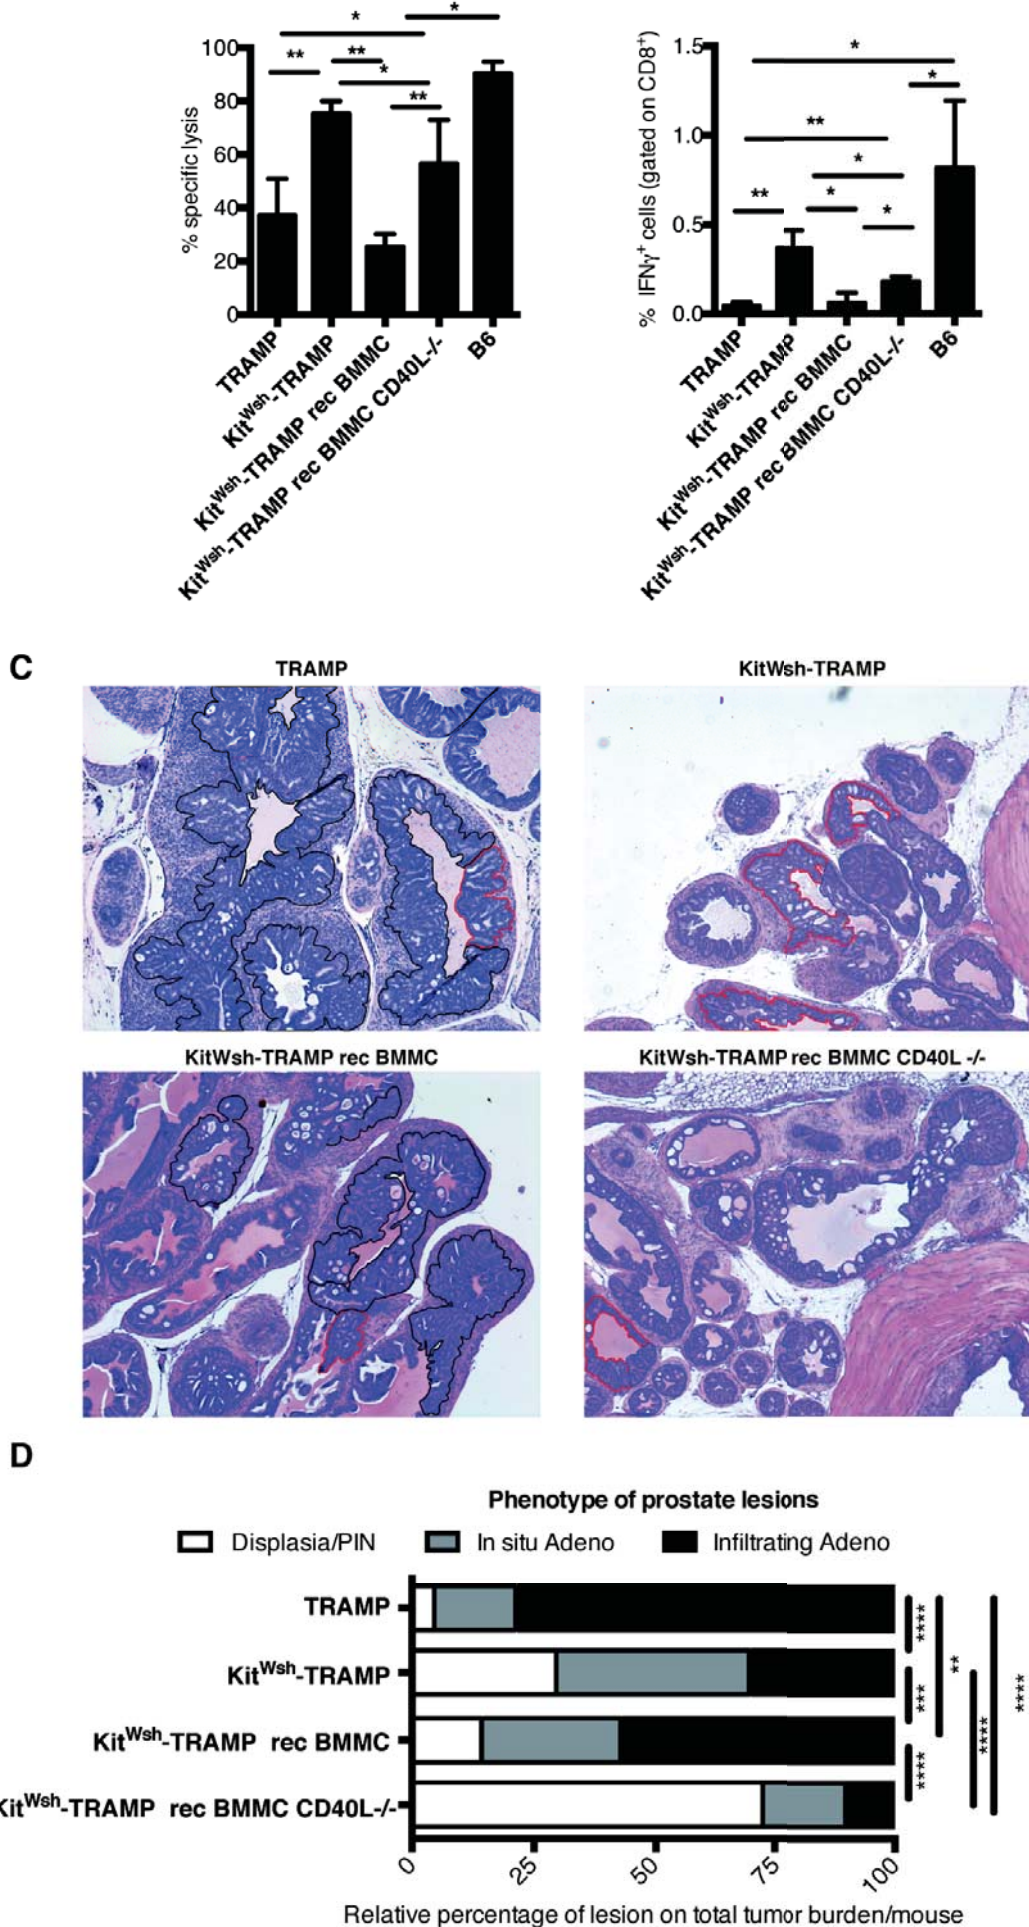 * *
** ** *
**
100
80
60
40
20
0
% specific lysis
TRAMP
Kit^Wsh-TRAMP
Kit^Wsh-TRAMP rec BMMC
Kit^Wsh-TRAMP rec BMMC CD40L-/-
B6
*
*
**
*
** *
*
1.5
1.0
0.5
0.0
% IFNγ+ cells (gated on CD8+)
TRAMP
Kit^Wsh-TRAMP
Kit^Wsh-TRAMP rec BMMC
Kit^Wsh-TRAMP rec BMMC CD40L-/-
B6
C
TRAMP
KitWsh-TRAMP
KitWsh-TRAMP rec BMMC
KitWsh-TRAMP rec BMMC CD40L -/-
D
Phenotype of prostate lesions
Displasia/PIN In situ Adeno Infiltrating Adeno
TRAMP
Kit^Wsh-TRAMP
Kit^Wsh-TRAMP rec BMMC
Kit^Wsh-TRAMP rec BMMC CD40L-/-
**** ** ****
*** ****
****
0 25 50 75 100
Relative percentage of lesion on total tumor burden/mouse